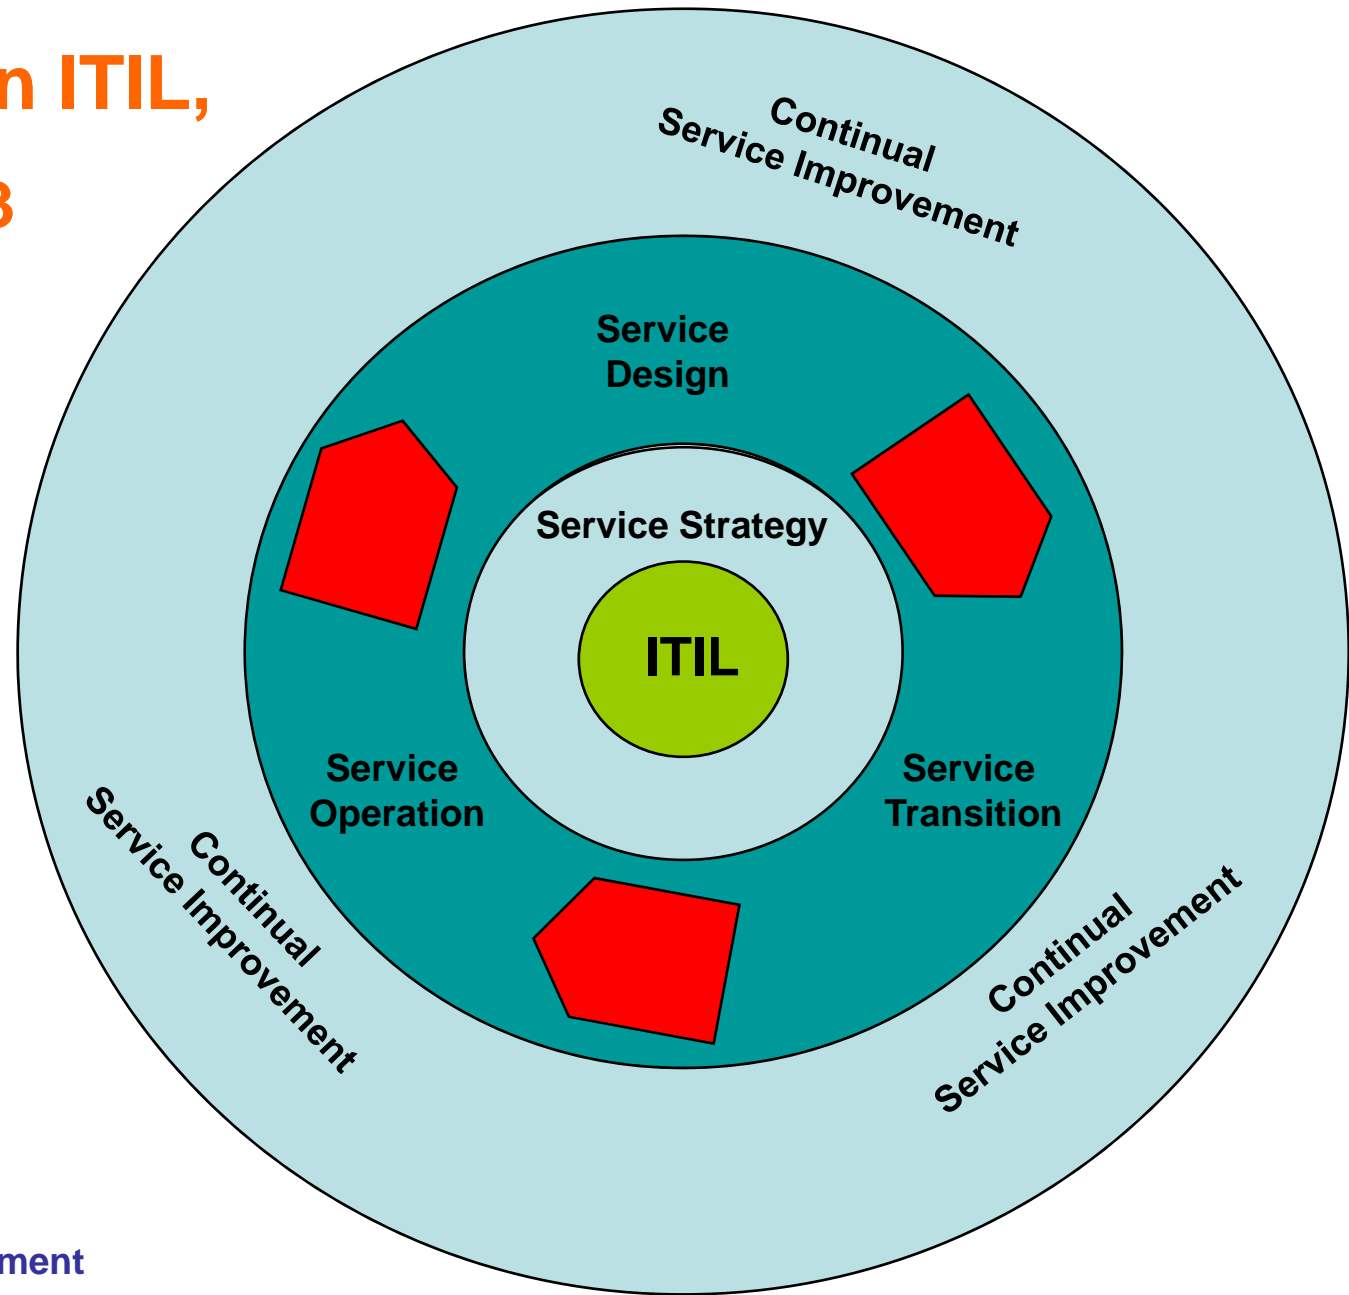 n ITIL,
3
Continual
Service Improvement
Service
Design
Service Strategy
ITIL
Service
Operation
Service
Transition
Continual
Service Improvement
Continual
Service Improvement
ment